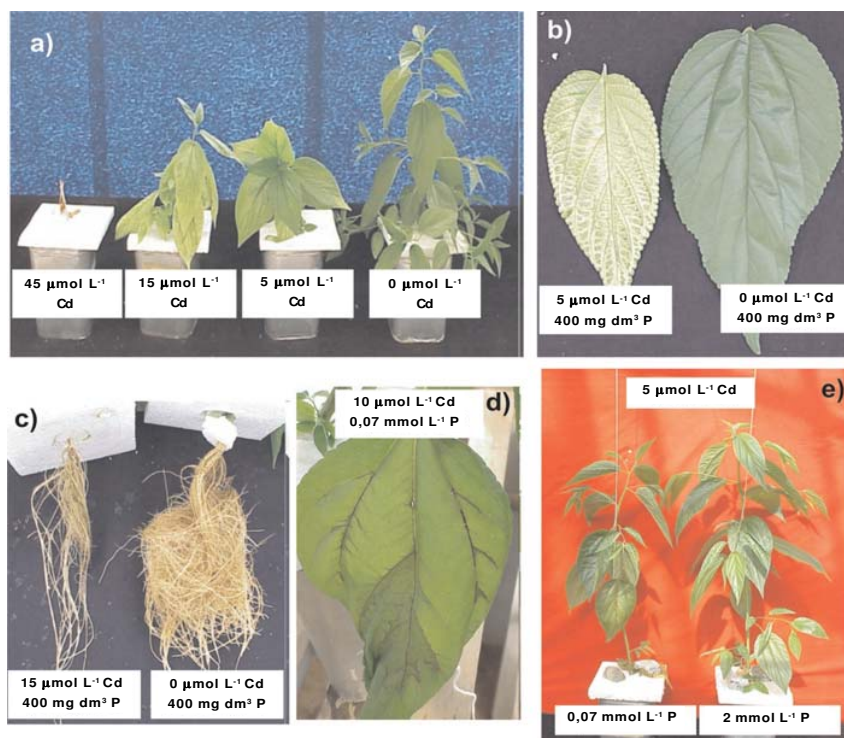 a)
45 µmol L⁻¹
Cd
15 µmol L⁻¹
Cd
5 µmol L⁻¹
Cd
0 µmol L⁻¹
Cd
b)
5 µmol L⁻¹ Cd
400 mg dm³ P
0 µmol L⁻¹ Cd
400 mg dm³ P
c)
15 µmol L⁻¹ Cd
400 mg dm³ P
0 µmol L⁻¹ Cd
400 mg dm³ P
10 µmol L⁻¹ Cd
0,07 mmol L⁻¹ P
d)
5 µmol L⁻¹ Cd
e)
0,07 mmol L⁻¹ P
2 mmol L⁻¹ P